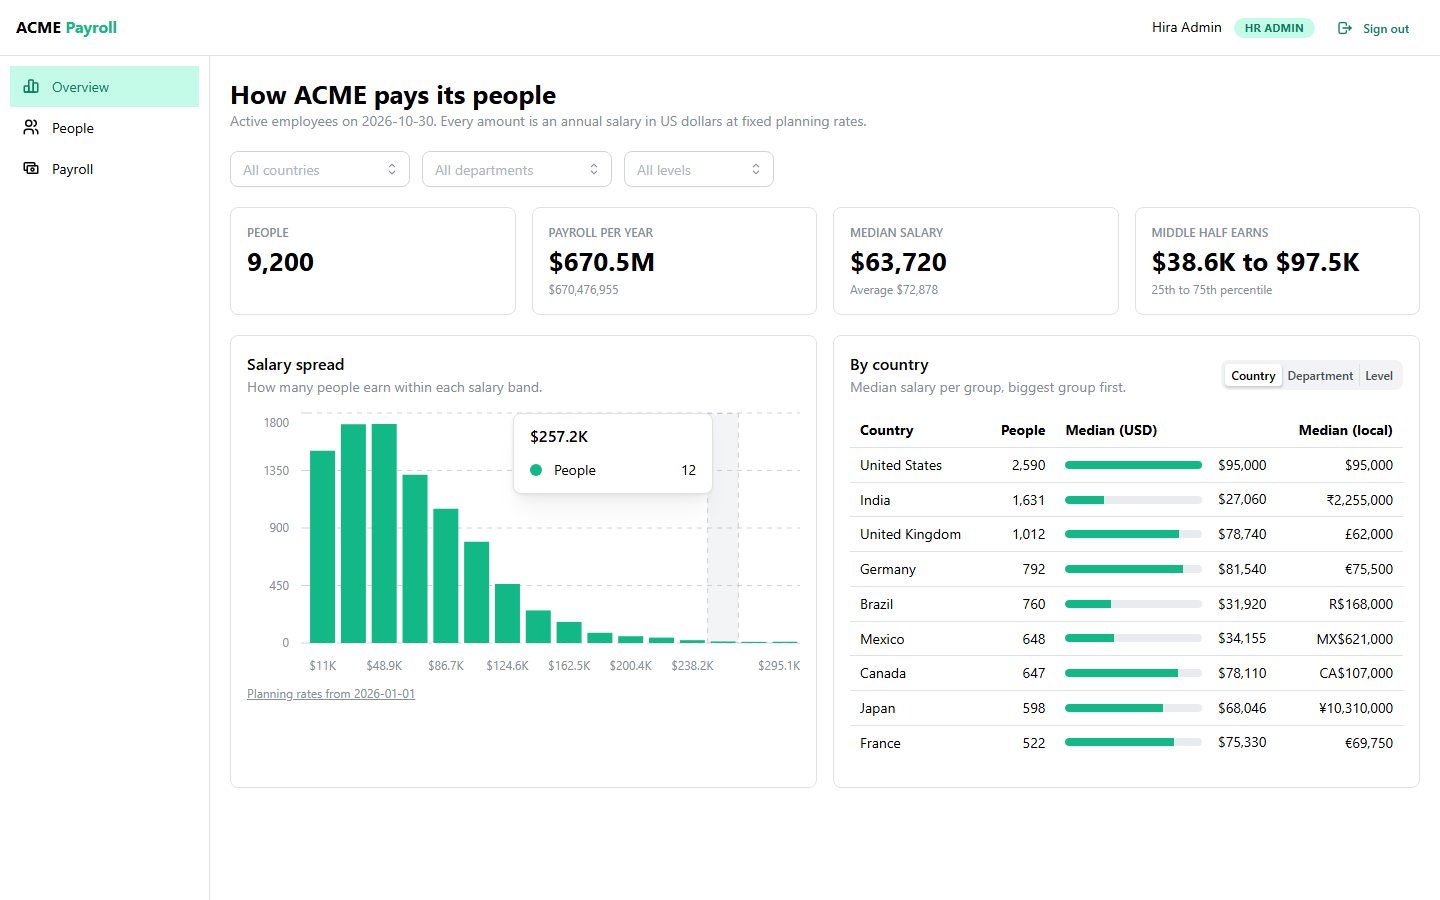 ACME Payroll
Hira Admin HR ADMIN Sign out
Overview
People
Payroll
How ACME pays its people
Active employees on 2026-10-30. Every amount is an annual salary in US dollars at fixed planning rates.
All countries All departments All levels
PEOPLE
9,200
PAYROLL PER YEAR
$670.5M
$670,476,955
MEDIAN SALARY
$63,720
Average $72,878
MIDDLE HALF EARNS
$38.6K to $97.5K
25th to 75th percentile
Salary spread
How many people earn within each salary band.
1800
1350
900
450
0
$257.2K
People 12
$11K $48.9K $86.7K $124.6K $162.5K $200.4K $238.2K $295.1K
Planning rates from 2026-01-01
By country
Median salary per group, biggest group first.
Country Department Level
Country People Median (USD) Median (local)
United States 2,590 $95,000 $95,000
India 1,631 $27,060 ₹2,255,000
United Kingdom 1,012 $78,740 £62,000
Germany 792 $81,540 €75,500
Brazil 760 $31,920 R$168,000
Mexico 648 $34,155 MX$621,000
Canada 647 $78,110 CA$107,000
Japan 598 $68,046 ¥10,310,000
France 522 $75,330 €69,750